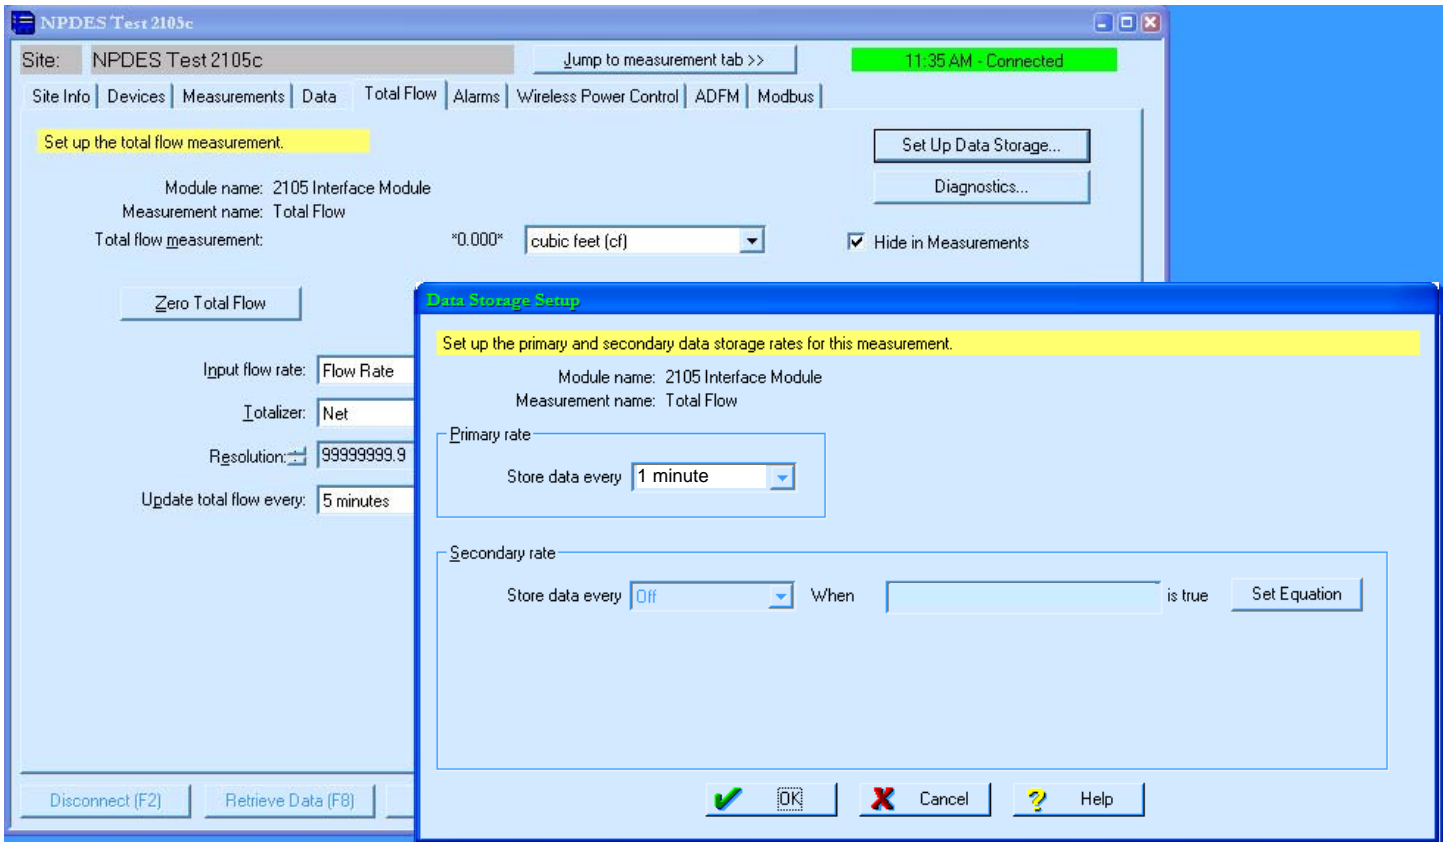 NPDES Test 2105c
Site: NPDES Test 2105c Jump to measurement tab >> 11:35 AM - Connected
Site Info Devices Measurements Data Total Flow Alarms Wireless Power Control ADFM Modbus
Set up the total flow measurement.
Set Up Data Storage...
Module name: 2105 Interface Module
Diagnostics...
Measurement name: Total Flow
Total flow measurement: *0.000* cubic feet (cf) Hide in Measurements
Zero Total Flow
Input flow rate: Flow Rate
Totalizer: Net
Resolution: 99999999.9
Update total flow every: 5 minutes
Disconnect (F2) Retrieve Data (F8)
Data Storage Setup
Set up the primary and secondary data storage rates for this measurement.
Module name: 2105 Interface Module
Measurement name: Total Flow
Primary rate
Store data every 1 minute
Secondary rate
Store data every Off When is true Set Equation
OK Cancel Help